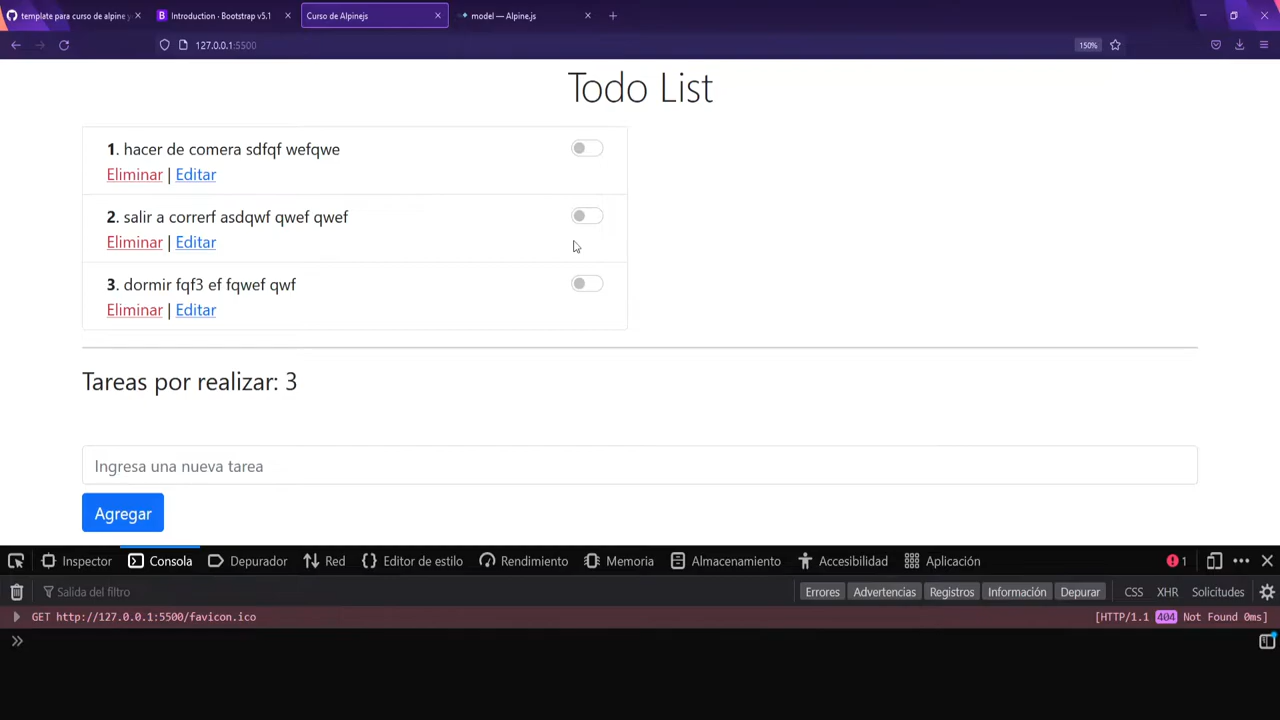 template para curso de alpine
Introduction · Bootstrap v5.1
Curso de Alpinejs
model — Alpine.js
127.0.0.1:5500
150%
Todo List
1. hacer de comera sdfqf wefqwe
Eliminar | Editar
2. salir a correrf asdqwf qwef qwef
Eliminar | Editar
3. dormir fqf3 ef fqwef qwf
Eliminar | Editar
Tareas por realizar: 3
Ingresa una nueva tarea
Agregar
Inspector Consola Depurador Red Editor de estilo Rendimiento Memoria Almacenamiento Accesibilidad Aplicación 1
Salida del filtro Errores Advertencias Registros Información Depurar CSS XHR Solicitudes
GET http://127.0.0.1:5500/favicon.ico [HTTP/1.1 404 Not Found 0ms]